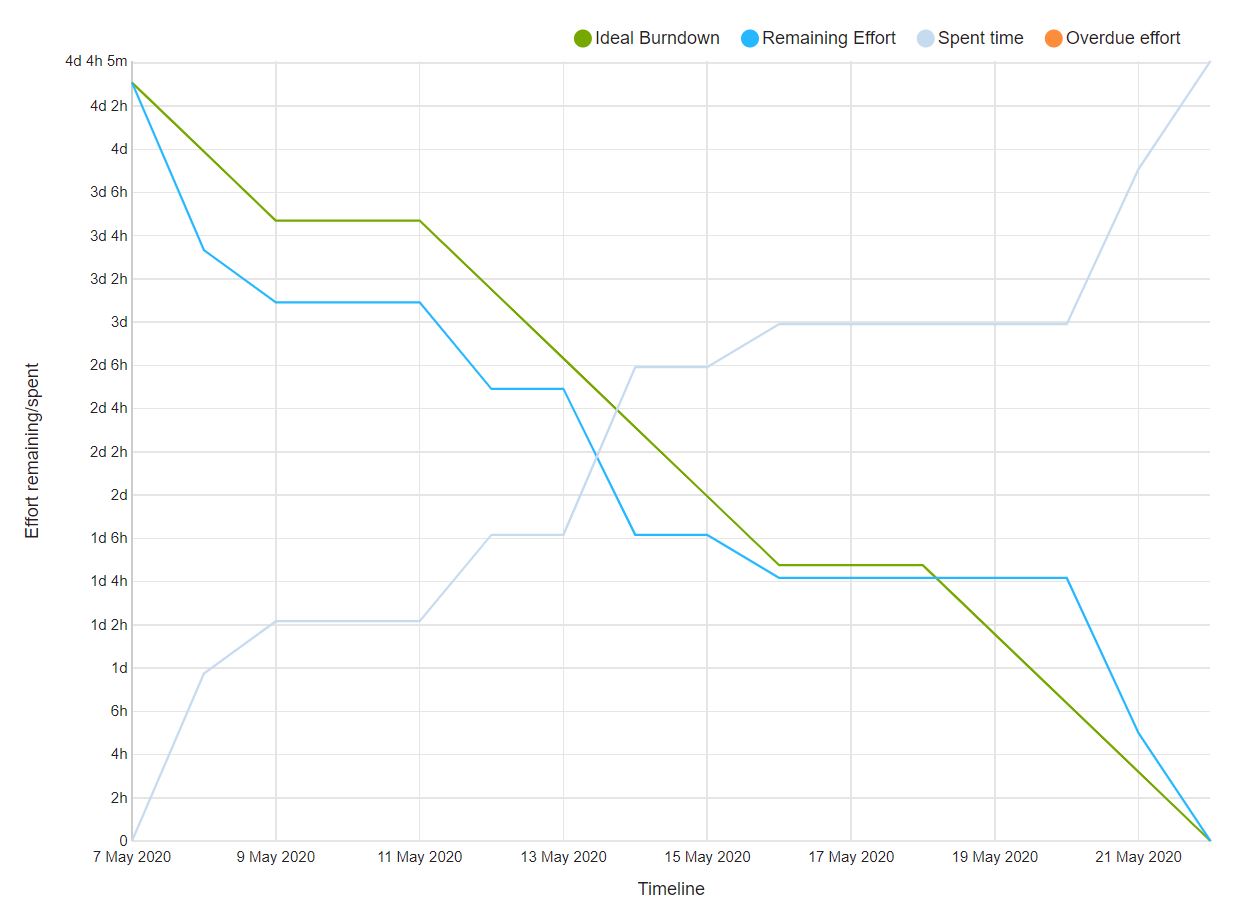 Ideal Burndown Remaining Effort Spent time Overdue effort
4d 4h 5m
4d 2h
4d
3d 6h
3d 4h
3d 2h
3d
2d 6h
2d 4h
2d 2h
2d
1d 6h
1d 4h
1d 2h
1d
6h
4h
2h
0
Effort remaining/spent
7 May 2020 9 May 2020 11 May 2020 13 May 2020 15 May 2020 17 May 2020 19 May 2020 21 May 2020
Timeline